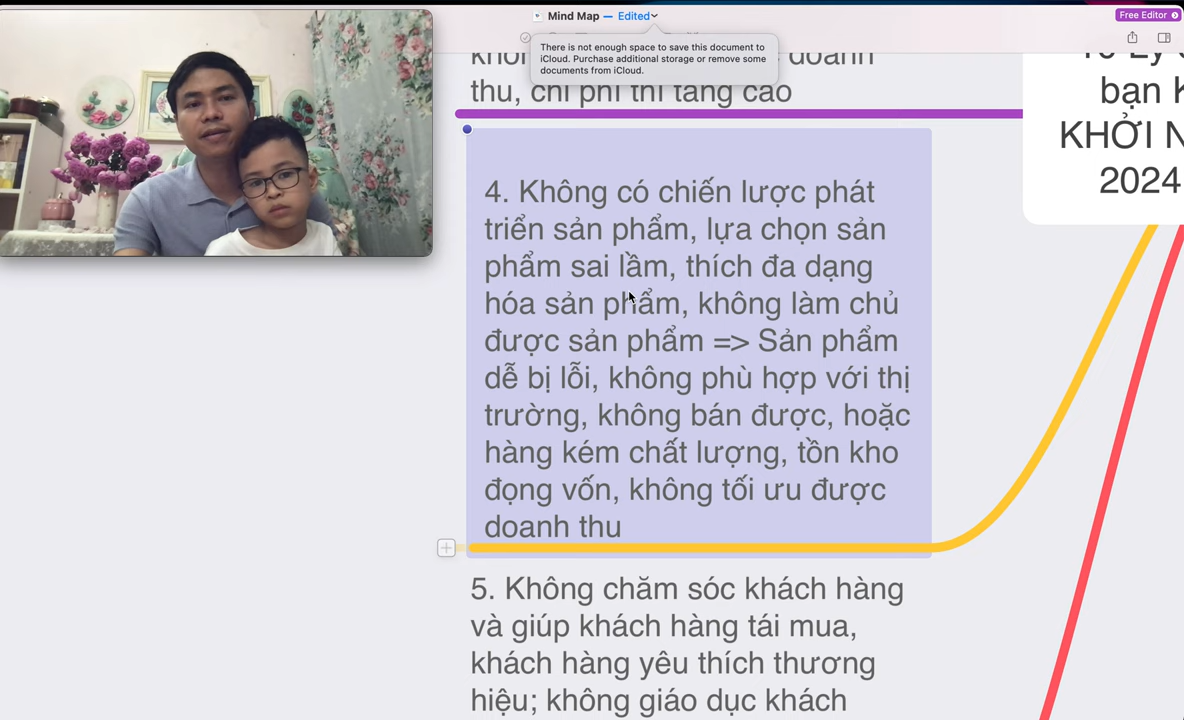 Mind Map — Edited
Free Editor
There is not enough space to save this document to
iCloud. Purchase additional storage or remove some
documents from iCloud.
doanh
thu, chi phí thì tăng cao
bạn
KHỞI
2024
4. Không có chiến lược phát
triển sản phẩm, lựa chọn sản
phẩm sai lầm, thích đa dạng
hóa sản phẩm, không làm chủ
được sản phẩm => Sản phẩm
dễ bị lỗi, không phù hợp với thị
trường, không bán được, hoặc
hàng kém chất lượng, tồn kho
đọng vốn, không tối ưu được
doanh thu
5. Không chăm sóc khách hàng
và giúp khách hàng tái mua,
khách hàng yêu thích thương
hiệu; không giáo dục khách